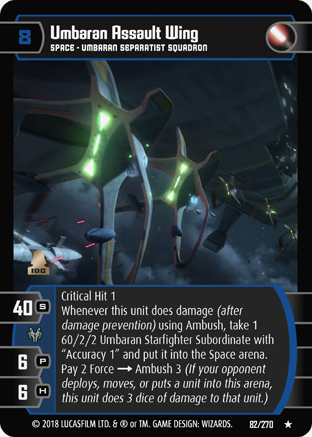 8
Umbaran Assault Wing
SPACE - UMBARAN SEPARATIST SQUADRON
IDC
40 S
6 P
6 H
Critical Hit 1
Whenever this unit does damage (after
damage prevention) using Ambush, take 1
60/2/2 Umbaran Starfighter Subordinate with
“Accuracy 1” and put it into the Space arena.
Pay 2 Force → Ambush 3 (If your opponent
deploys, moves, or puts a unit into this arena,
this unit does 3 dice of damage to that unit.)
© 2018 LUCASFILM LTD. & ® or TM. GAME DESIGN: WIZARDS.
82/270 ★